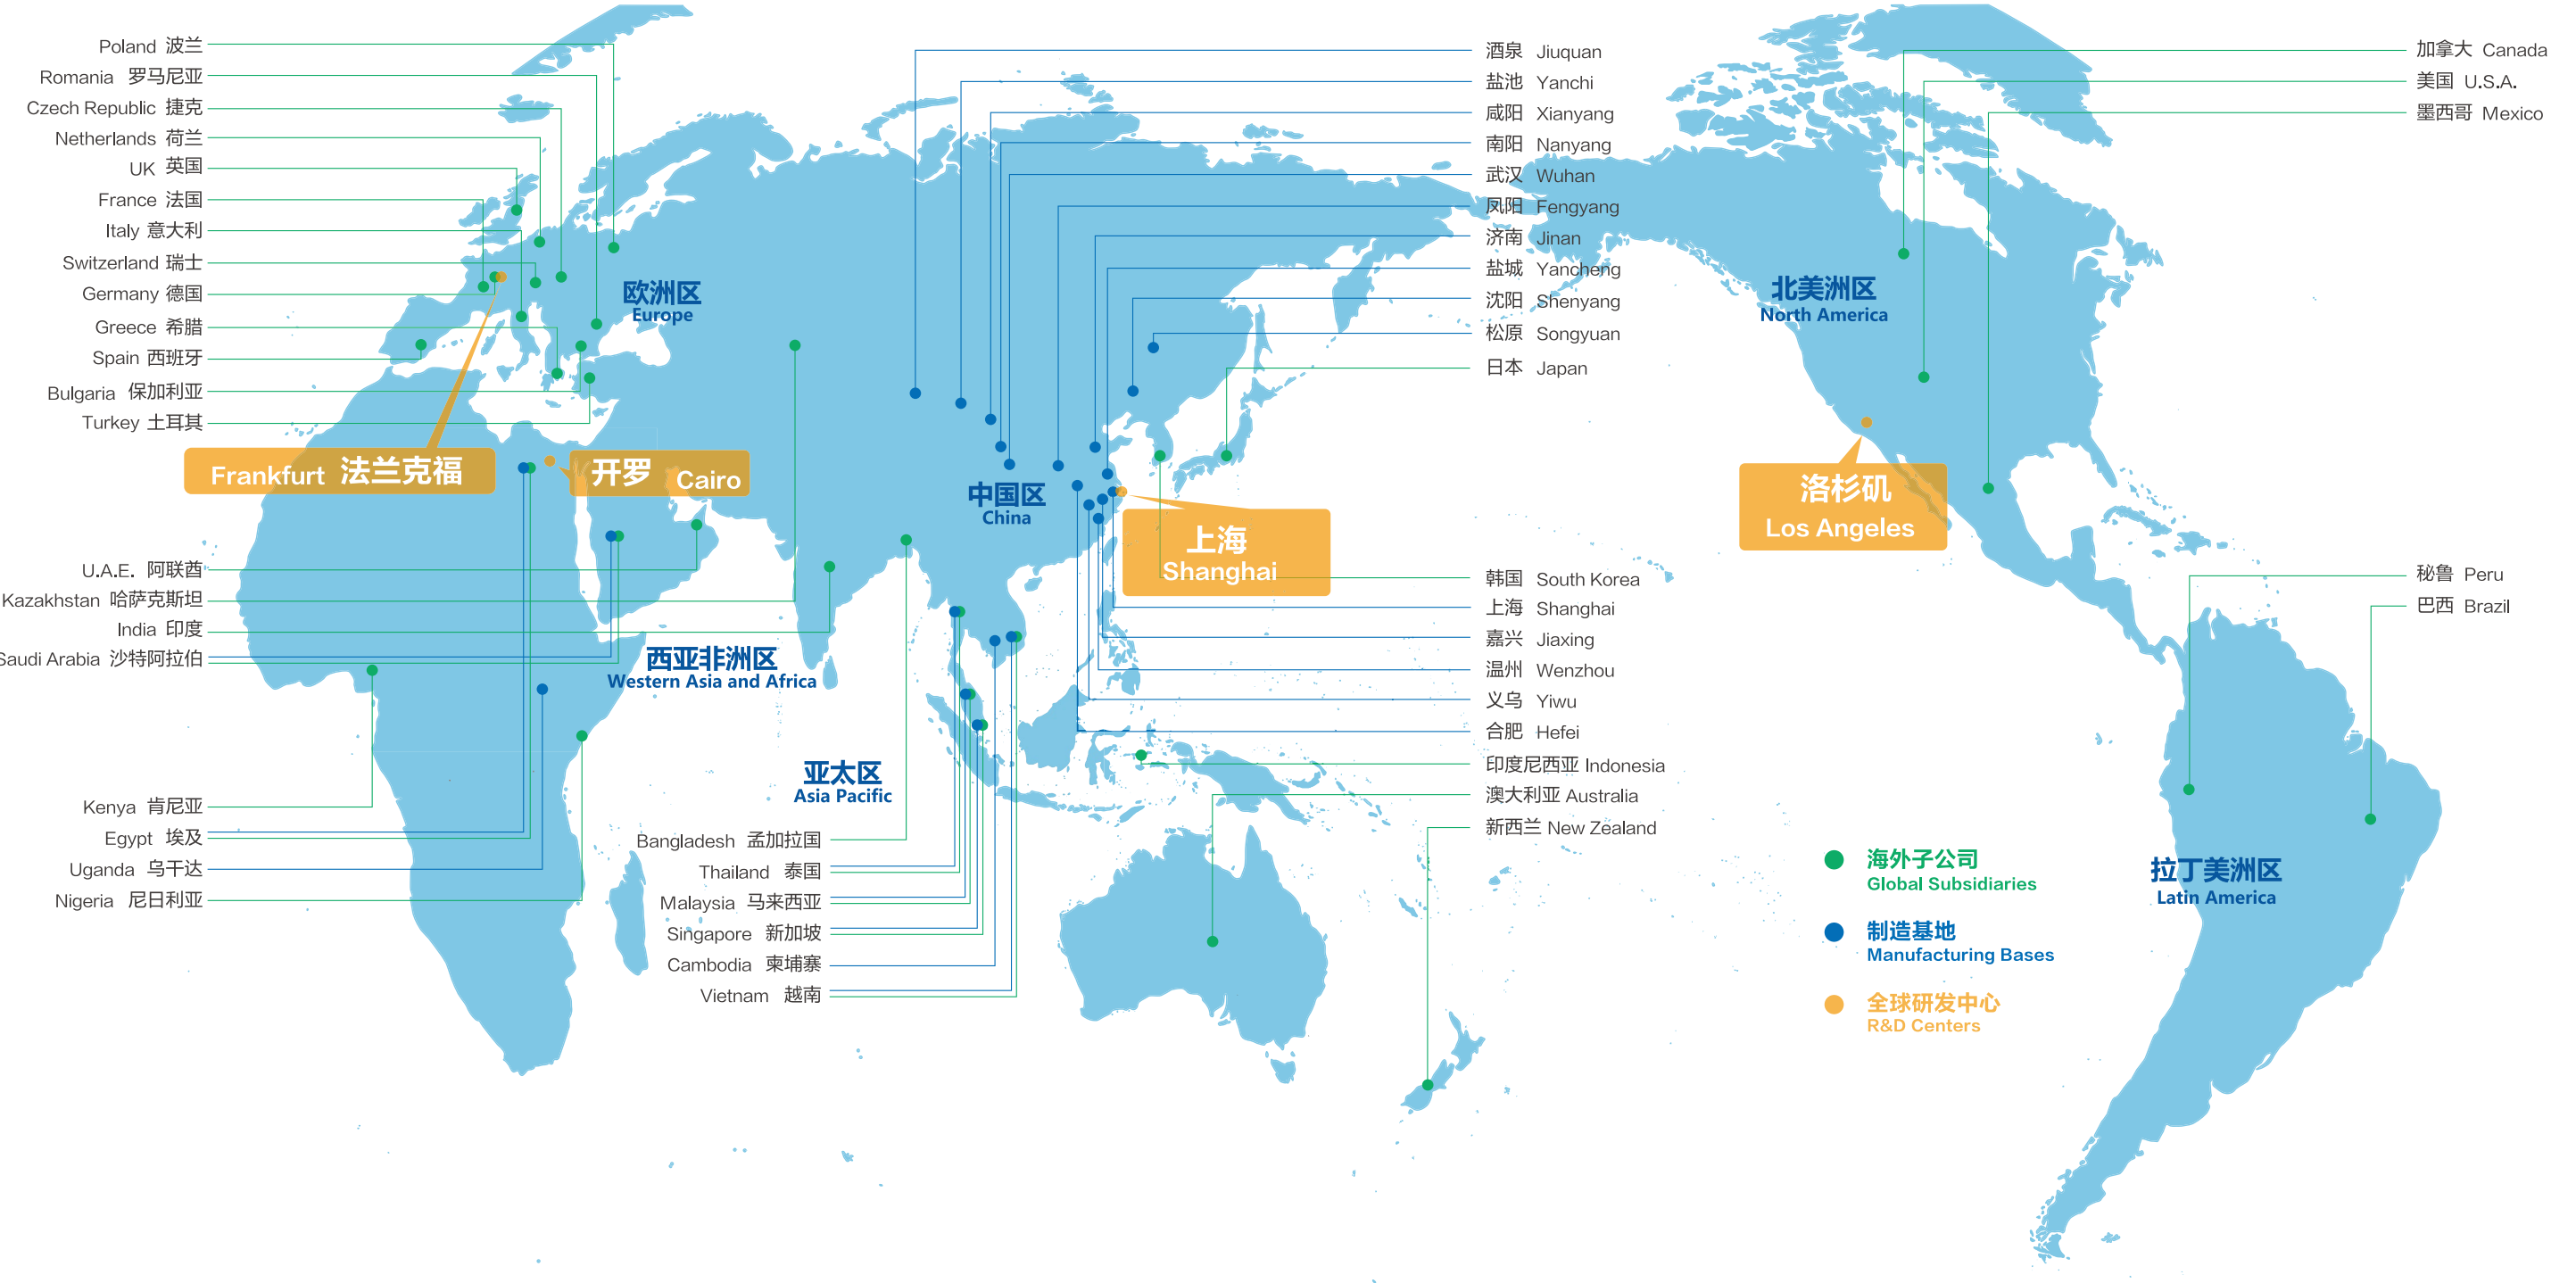 Poland 波兰
Romania 罗马尼亚
Czech Republic 捷克
Netherlands 荷兰
UK 英国
France 法国
Italy 意大利
Switzerland 瑞士
Germany 德国
Greece 希腊
Spain 西班牙
Bulgaria 保加利亚
Turkey 土耳其
Frankfurt 法兰克福
开罗 Cairo
欧洲区
Europe
U.A.E. 阿联酋
Kazakhstan 哈萨克斯坦
India 印度
Saudi Arabia 沙特阿拉伯
西亚非洲区
Western Asia and Africa
Kenya 肯尼亚
Egypt 埃及
Uganda 乌干达
Nigeria 尼日利亚
亚太区
Asia Pacific
Bangladesh 孟加拉国
Thailand 泰国
Malaysia 马来西亚
Singapore 新加坡
Cambodia 柬埔寨
Vietnam 越南
中国区
China
上海
Shanghai
酒泉 Jiuquan
盐池 Yanchi
咸阳 Xianyang
南阳 Nanyang
武汉 Wuhan
凤阳 Fengyang
济南 Jinan
盐城 Yancheng
沈阳 Shenyang
松原 Songyuan
日本 Japan
韩国 South Korea
上海 Shanghai
嘉兴 Jiaxing
温州 Wenzhou
义乌 Yiwu
合肥 Hefei
印度尼西亚 Indonesia
澳大利亚 Australia
新西兰 New Zealand
北美洲区
North America
洛杉矶
Los Angeles
加拿大 Canada
美国 U.S.A.
墨西哥 Mexico
秘鲁 Peru
巴西 Brazil
拉丁美洲区
Latin America
海外子公司
Global Subsidiaries
制造基地
Manufacturing Bases
全球研发中心
R&D Centers